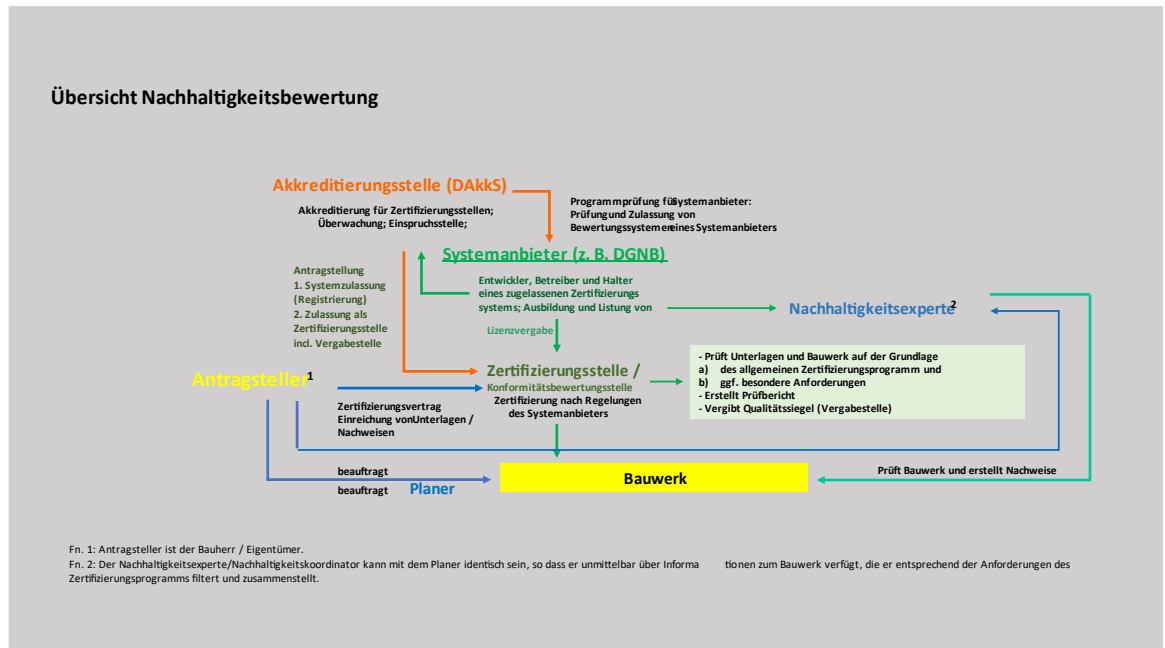 Übersicht Nachhaltigkeitsbewertung
Akkreditierungsstelle (DAkkS)
Akkreditierung für Zertifizierungsstellen;
Überwachung; Einspruchsstelle;
Programmprüfung für Systemanbieter:
Prüfung und Zulassung von
Bewertungssystemen eines Systemanbieters
Systemanbieter (z. B. DGNB)
Entwickler, Betreiber und Halter
eines zugelassenen Zertifizierungs
systems; Ausbildung und Listung von
Antragstellung
1. Systemzulassung
(Registrierung)
2. Zulassung als
Zertifizierungsstelle
incl. Vergabestelle
Nachhaltigkeitsexperte2
Lizenzvergabe
Antragsteller1
Zertifizierungsstelle /
Konformitätsbewertungsstelle
Zertifizierung nach Regelungen
des Systemanbieters
- Prüft Unterlagen und Bauwerk auf der Grundlage
a) des allgemeinen Zertifizierungsprogramm und
b) ggf. besondere Anforderungen
- Erstellt Prüfbericht
- Vergibt Qualitätssiegel (Vergabestelle)
Zertifizierungsvertrag
Einreichung von Unterlagen /
Nachweisen
beauftragt
beauftragt
Planer
Bauwerk
Prüft Bauwerk und erstellt Nachweise
Fn. 1: Antragsteller ist der Bauherr / Eigentümer.
Fn. 2: Der Nachhaltigkeitsexperte/Nachhaltigkeitskoordinator kann mit dem Planer identisch sein, so dass er unmittelbar über Informa tionen zum Bauwerk verfügt, die er entsprechend der Anforderungen des
Zertifizierungsprogramms filtert und zusammenstellt.